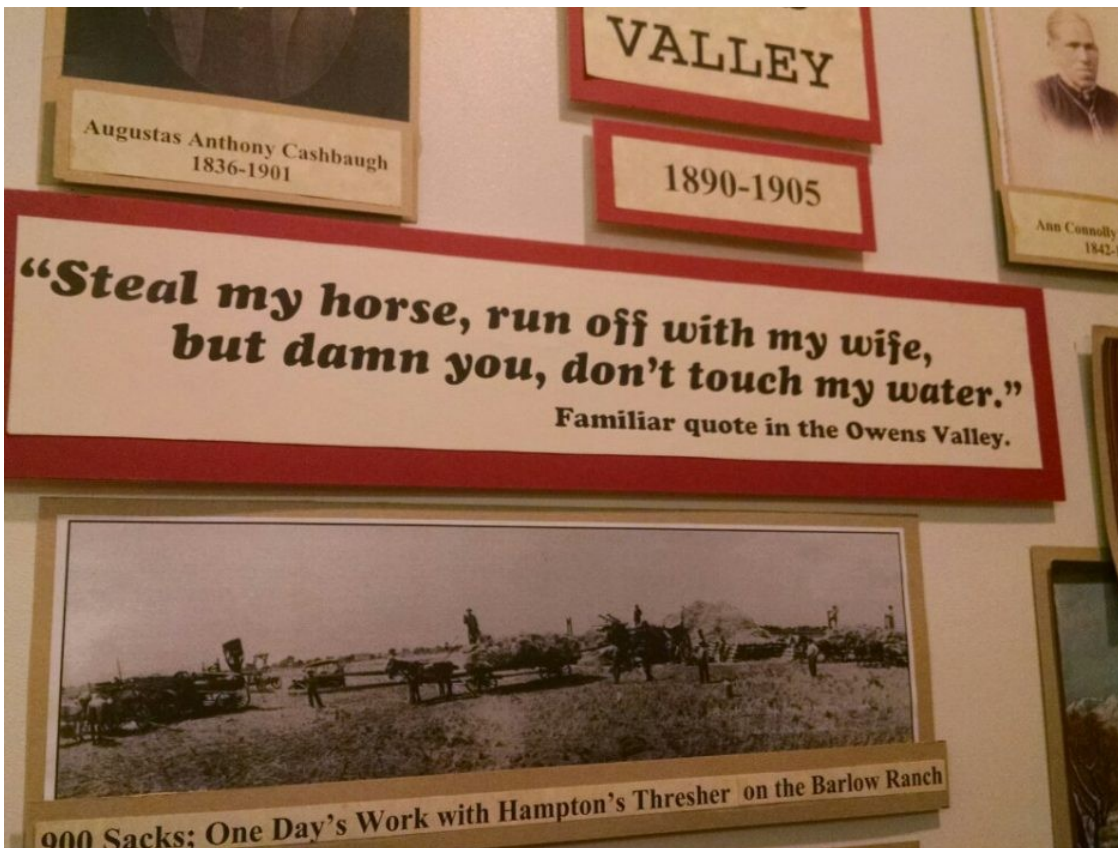 VALLEY
Augustas Anthony Cashbaugh
1836-1901
1890-1905
Ann Connolly
1842-
“Steal my horse, run off with my wife,
but damn you, don't touch my water.”
Familiar quote in the Owens Valley.
900 Sacks; One Day's Work with Hampton's Thresher on the Barlow Ranch